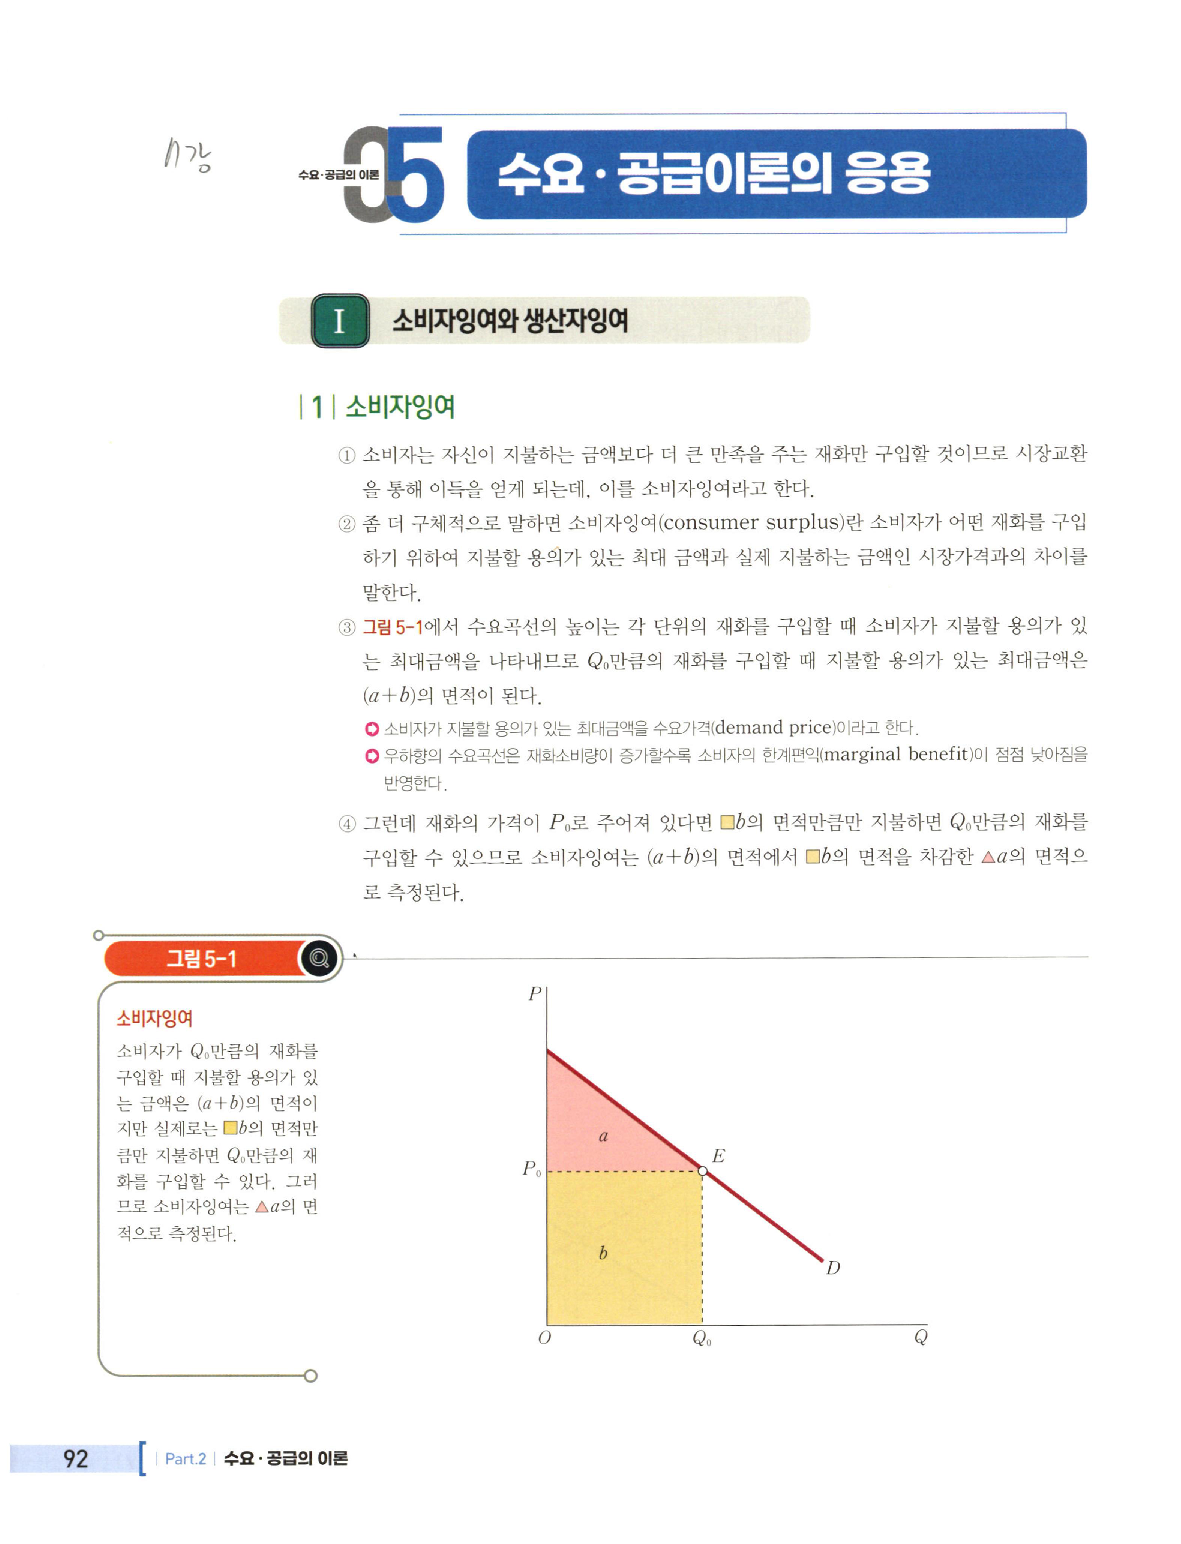 수요·공급의 이론
05
수요·공급이론의 응용
I 소비자잉여와 생산자잉여
|1| 소비자잉여
① 소비자는 자신이 지불하는 금액보다 더 큰 만족을 주는 재화만 구입할 것이므로 시장교환
을 통해 이득을 얻게 되는데, 이를 소비자잉여라고 한다.
② 좀 더 구체적으로 말하면 소비자잉여(consumer surplus)란 소비자가 어떤 재화를 구입
하기 위하여 지불할 용의가 있는 최대 금액과 실제 지불하는 금액인 시장가격과의 차이를
말한다.
③ 그림 5-1에서 수요곡선의 높이는 각 단위의 재화를 구입할 때 소비자가 지불할 용의가 있
는 최대금액을 나타내므로 Q₀만큼의 재화를 구입할 때 지불할 용의가 있는 최대금액은
(a+b)의 면적이 된다.
소비자가 지불할 용의가 있는 최대금액을 수요가격(demand price)이라고 한다.
우하향의 수요곡선은 재화소비량이 증가할수록 소비자의 한계편익(marginal benefit)이 점점 낮아짐을
반영한다.
④ 그런데 재화의 가격이 P₀로 주어져 있다면 □b의 면적만큼만 지불하면 Q₀만큼의 재화를
구입할 수 있으므로 소비자잉여는 (a+b)의 면적에서 □b의 면적을 차감한 △a의 면적으
로 측정된다.
그림 5-1
소비자잉여
소비자가 Q₀만큼의 재화를
구입할 때 지불할 용의가 있
는 금액은 (a+b)의 면적이
지만 실제로는 □b의 면적만
큼만 지불하면 Q₀만큼의 재
화를 구입할 수 있다. 그러
므로 소비자잉여는 △a의 면
적으로 측정된다.
P
a
P₀
E
b
D
O
Q₀
Q
92
Part.2 | 수요·공급의 이론